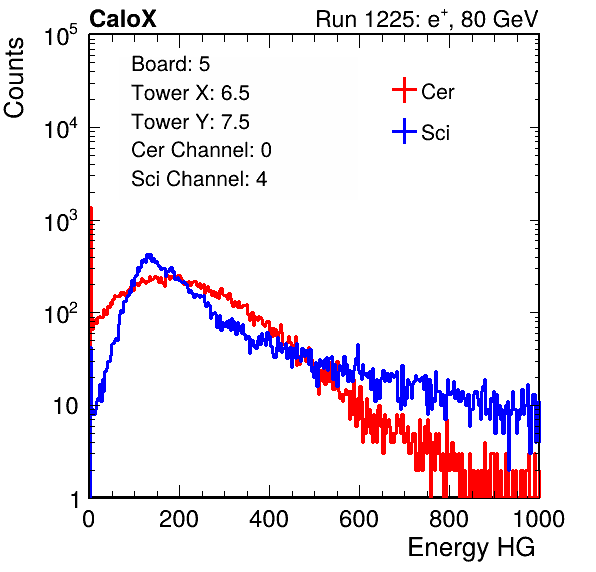 CaloX Run 1225: e⁺, 80 GeV
Counts
10⁵
10⁴
10³
10²
10
1
Board: 5
Tower X: 6.5
Tower Y: 7.5
Cer Channel: 0
Sci Channel: 4
Cer
Sci
0 200 400 600 800 1000
Energy HG